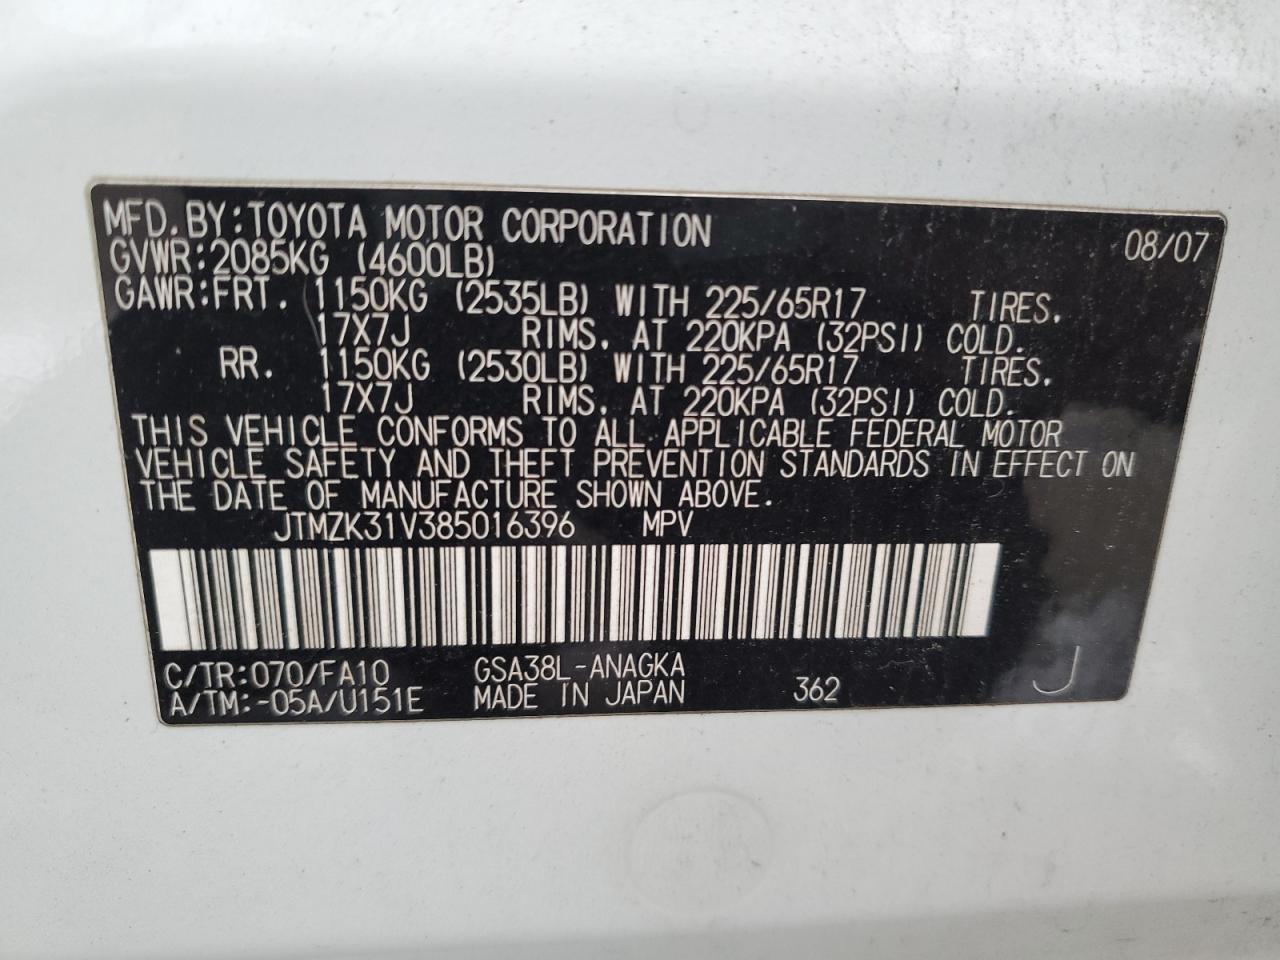 MFD. BY: TOYOTA MOTOR CORPORATION 08/07
GVWR: 2085KG (4600LB)
GAWR: FRT. 1150KG (2535LB) WITH 225/65R17 TIRES.
17X7J RIMS. AT 220KPA (32PSI) COLD.
RR. 1150KG (2530LB) WITH 225/65R17 TIRES.
17X7J RIMS. AT 220KPA (32PSI) COLD.
THIS VEHICLE CONFORMS TO ALL APPLICABLE FEDERAL MOTOR
VEHICLE SAFETY AND THEFT PREVENTION STANDARDS IN EFFECT ON
THE DATE OF MANUFACTURE SHOWN ABOVE.
JTMZK31V385016396 MPV
C/TR: 070/FA10 GSA38L-ANAGKA
A/TM: -05A/U151E MADE IN JAPAN 362 J